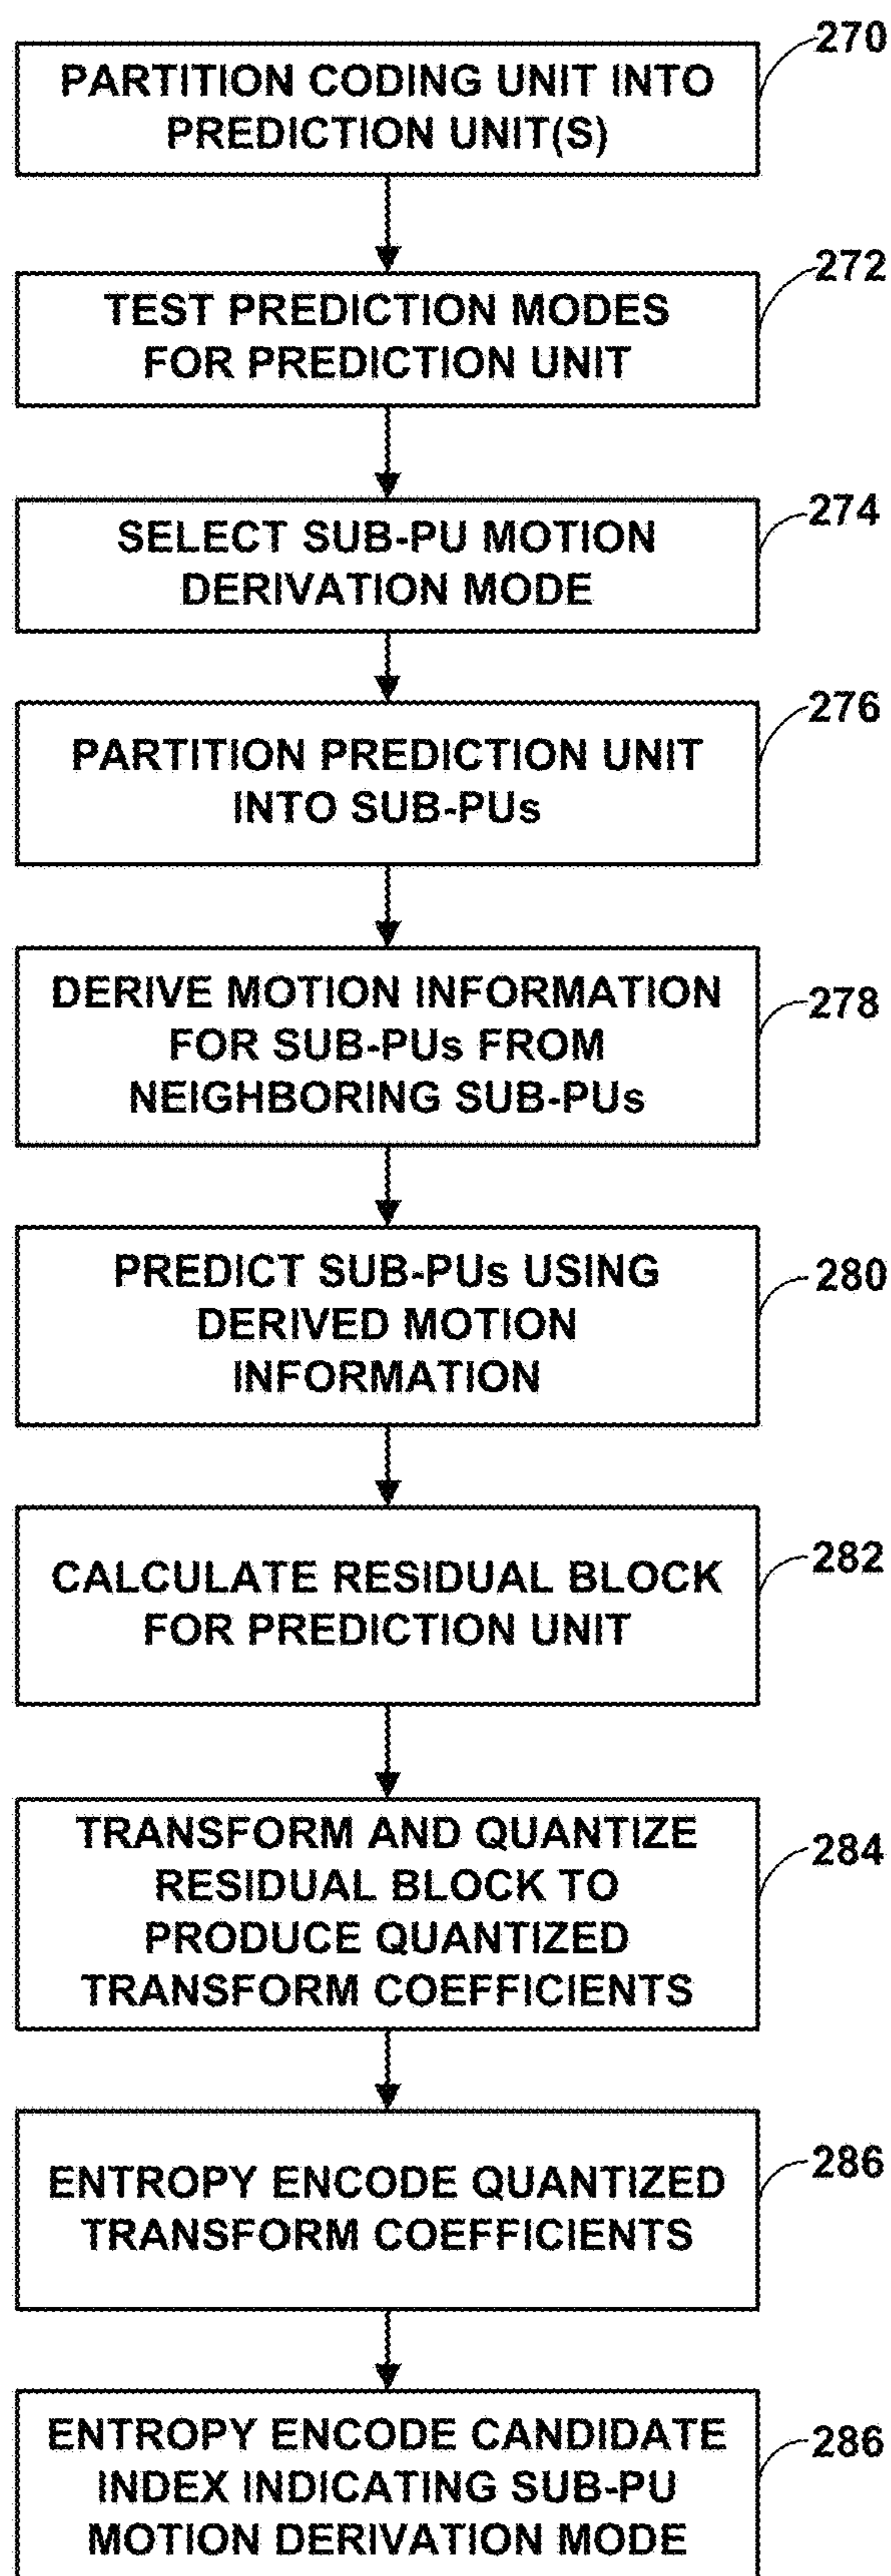 270
PARTITION CODING UNIT INTO
PREDICTION UNIT(S)
272
TEST PREDICTION MODES
FOR PREDICTION UNIT
274
SELECT SUB-PU MOTION
DERIVATION MODE
276
PARTITION PREDICTION UNIT
INTO SUB-PUs
278
DERIVE MOTION INFORMATION
FOR SUB-PUs FROM
NEIGHBORING SUB-PUs
280
PREDICT SUB-PUs USING
DERIVED MOTION
INFORMATION
282
CALCULATE RESIDUAL BLOCK
FOR PREDICTION UNIT
284
TRANSFORM AND QUANTIZE
RESIDUAL BLOCK TO
PRODUCE QUANTIZED
TRANSFORM COEFFICIENTS
286
ENTROPY ENCODE QUANTIZED
TRANSFORM COEFFICIENTS
286
ENTROPY ENCODE CANDIDATE
INDEX INDICATING SUB-PU
MOTION DERIVATION MODE